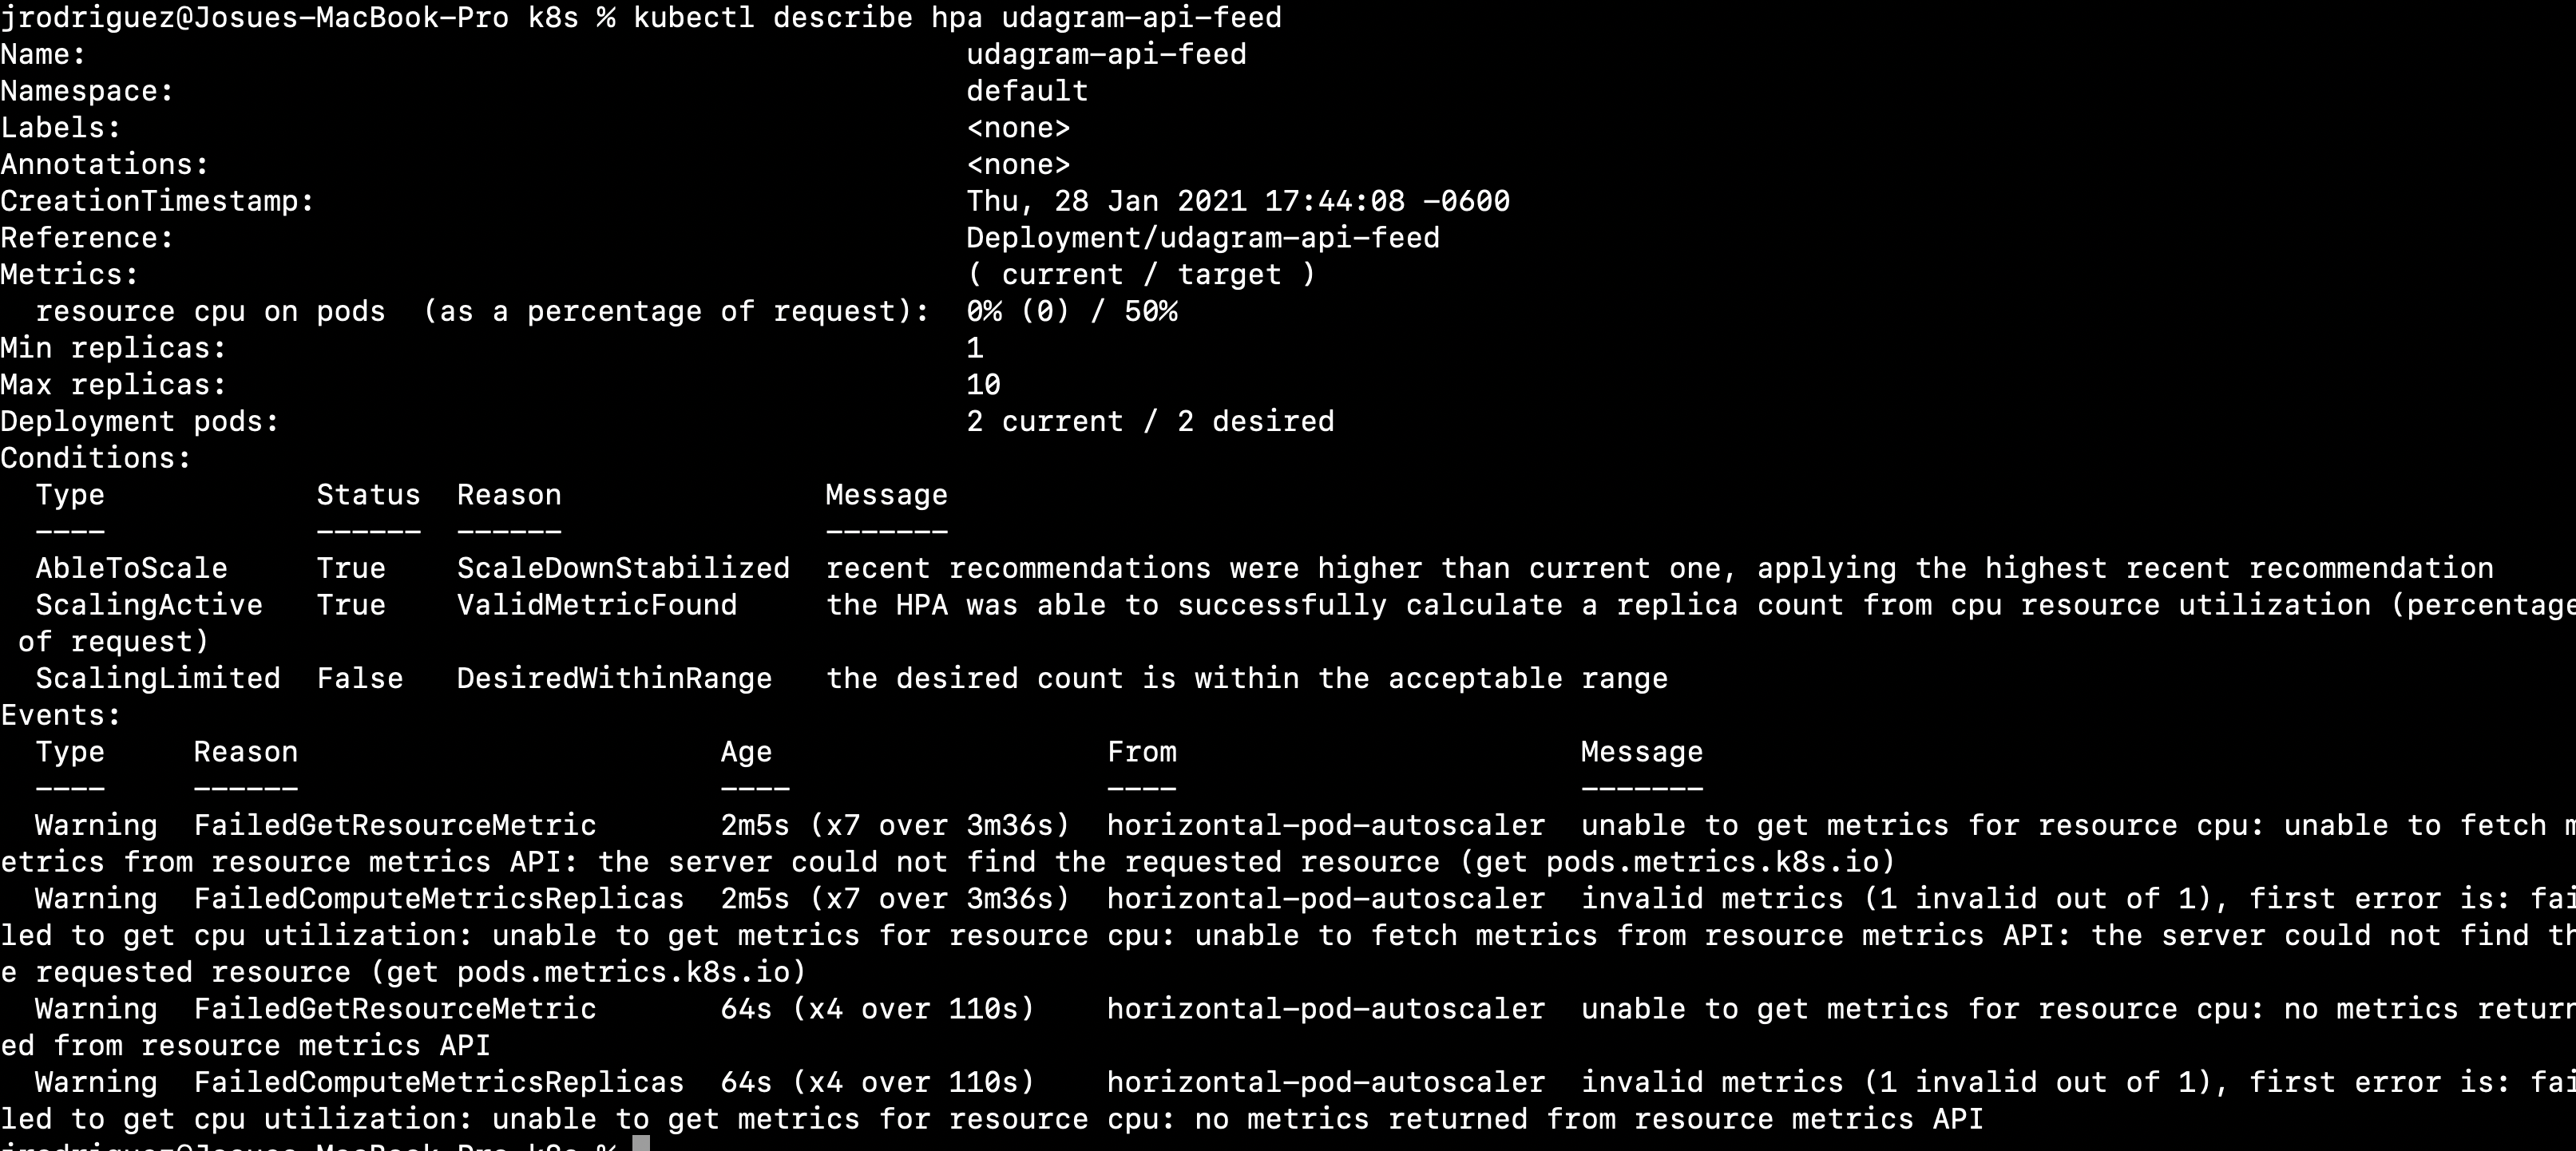 jrodriguez@Josues-MacBook-Pro k8s % kubectl describe hpa udagram-api-feed
Name:                                                  udagram-api-feed
Namespace:                                             default
Labels:                                                <none>
Annotations:                                           <none>
CreationTimestamp:                                     Thu, 28 Jan 2021 17:44:08 -0600
Reference:                                             Deployment/udagram-api-feed
Metrics:                                               ( current / target )
  resource cpu on pods  (as a percentage of request):  0% (0) / 50%
Min replicas:                                          1
Max replicas:                                          10
Deployment pods:                                       2 current / 2 desired
Conditions:
  Type            Status  Reason               Message
  ----            ------  ------               -------
  AbleToScale     True    ScaleDownStabilized  recent recommendations were higher than current one, applying the highest recent recommendation
  ScalingActive   True    ValidMetricFound     the HPA was able to successfully calculate a replica count from cpu resource utilization (percentage
 of request)
  ScalingLimited  False   DesiredWithinRange   the desired count is within the acceptable range
Events:
  Type     Reason                        Age                   From                       Message
  ----     ------                        ----                  ----                       -------
  Warning  FailedGetResourceMetric       2m5s (x7 over 3m36s)  horizontal-pod-autoscaler  unable to get metrics for resource cpu: unable to fetch m
etrics from resource metrics API: the server could not find the requested resource (get pods.metrics.k8s.io)
  Warning  FailedComputeMetricsReplicas  2m5s (x7 over 3m36s)  horizontal-pod-autoscaler  invalid metrics (1 invalid out of 1), first error is: fai
led to get cpu utilization: unable to get metrics for resource cpu: unable to fetch metrics from resource metrics API: the server could not find th
e requested resource (get pods.metrics.k8s.io)
  Warning  FailedGetResourceMetric       64s (x4 over 110s)    horizontal-pod-autoscaler  unable to get metrics for resource cpu: no metrics return
ed from resource metrics API
  Warning  FailedComputeMetricsReplicas  64s (x4 over 110s)    horizontal-pod-autoscaler  invalid metrics (1 invalid out of 1), first error is: fai
led to get cpu utilization: unable to get metrics for resource cpu: no metrics returned from resource metrics API
jrodriguez@Josues-MacBook-Pro k8s %